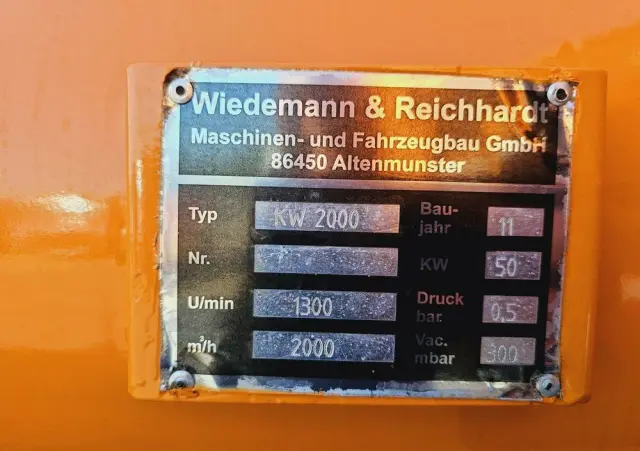 Wiedemann & Reichhardt
Maschinen- und Fahrzeugbau GmbH
86450 Altenmunster
Typ KW 2000
Bau-
jahr 11
Nr.
KW 50
U/min 1300
Druck
bar 0,5
m³/h 2000
Vac.
mbar 300